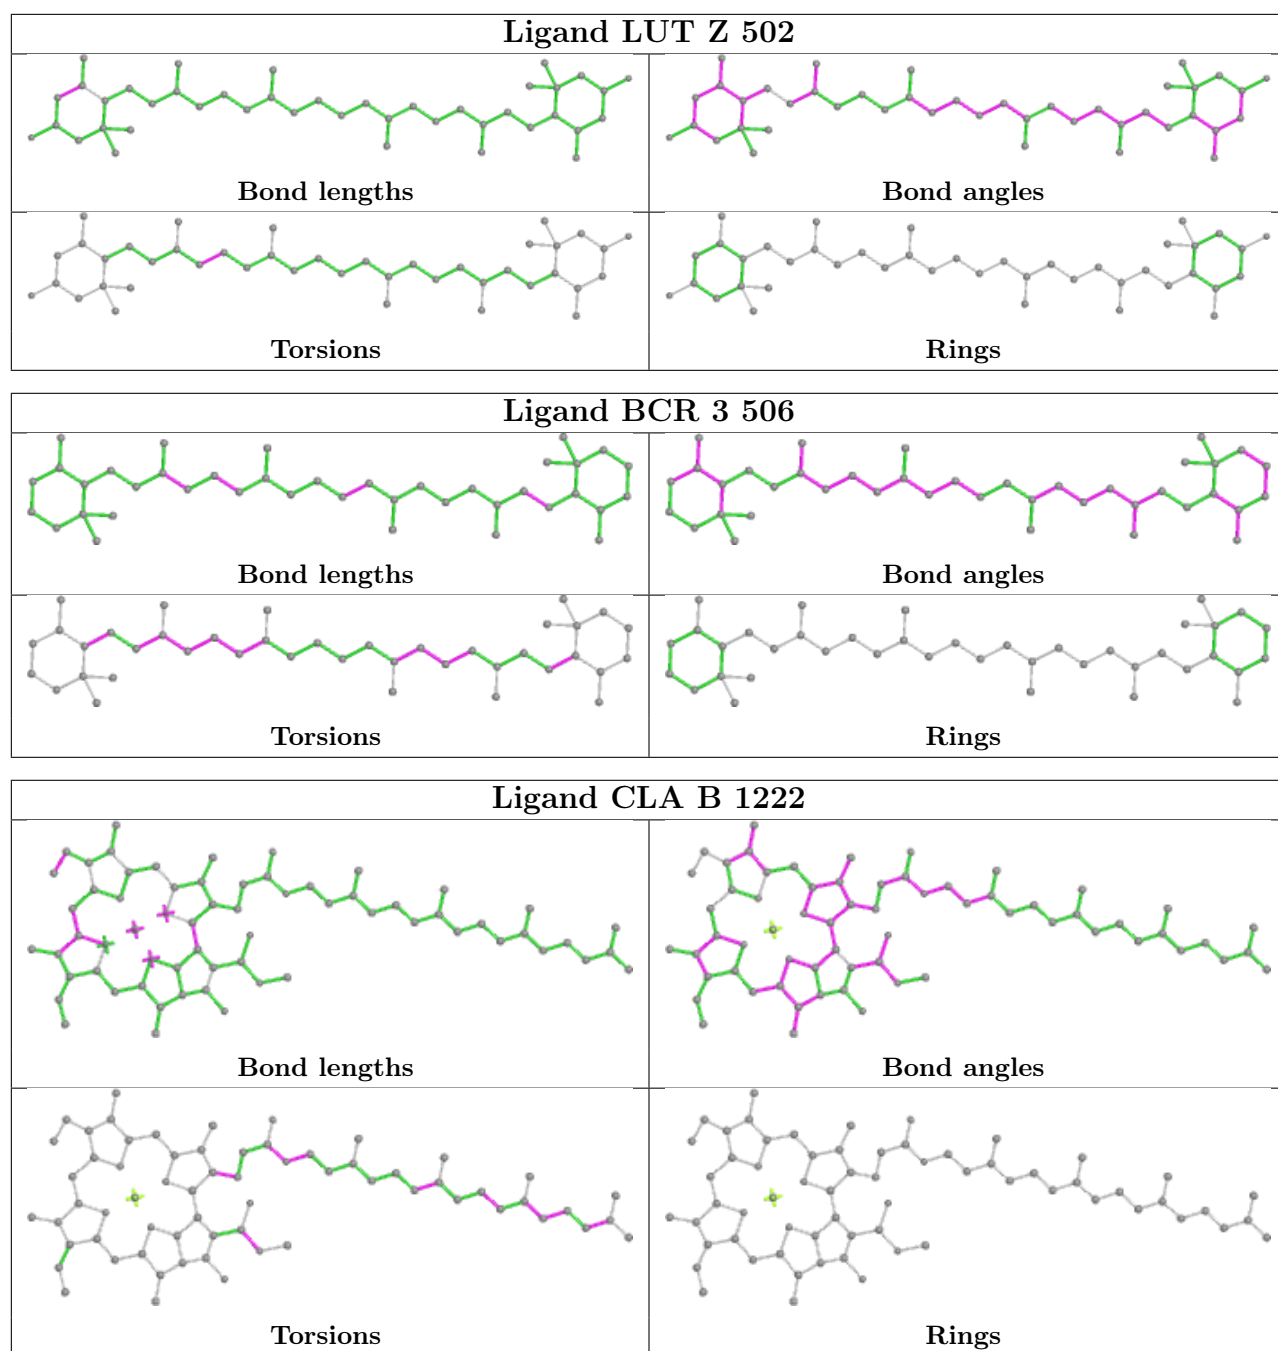 Ligand LUT Z 502
Bond lengths
Bond angles
Torsions
Rings
Ligand BCR 3 506
Bond lengths
Bond angles
Torsions
Rings
Ligand CLA B 1222
Bond lengths
Bond angles
Torsions
Rings